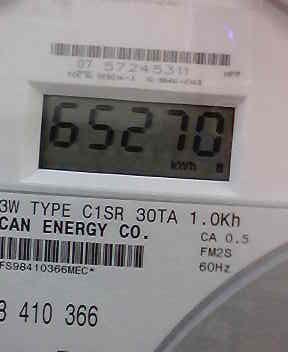 07 57245311
65270
kWh
3W TYPE C1SR 30TA 1.0Kh
CAN ENERGY CO.
CA 0.5
FM2S
60Hz
FS98410366MEC*
8 410 366